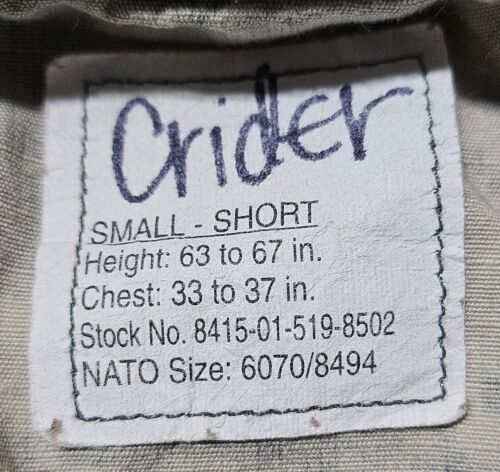 Crider
SMALL - SHORT
Height: 63 to 67 in.
Chest: 33 to 37 in.
Stock No. 8415-01-519-8502
NATO Size: 6070/8494